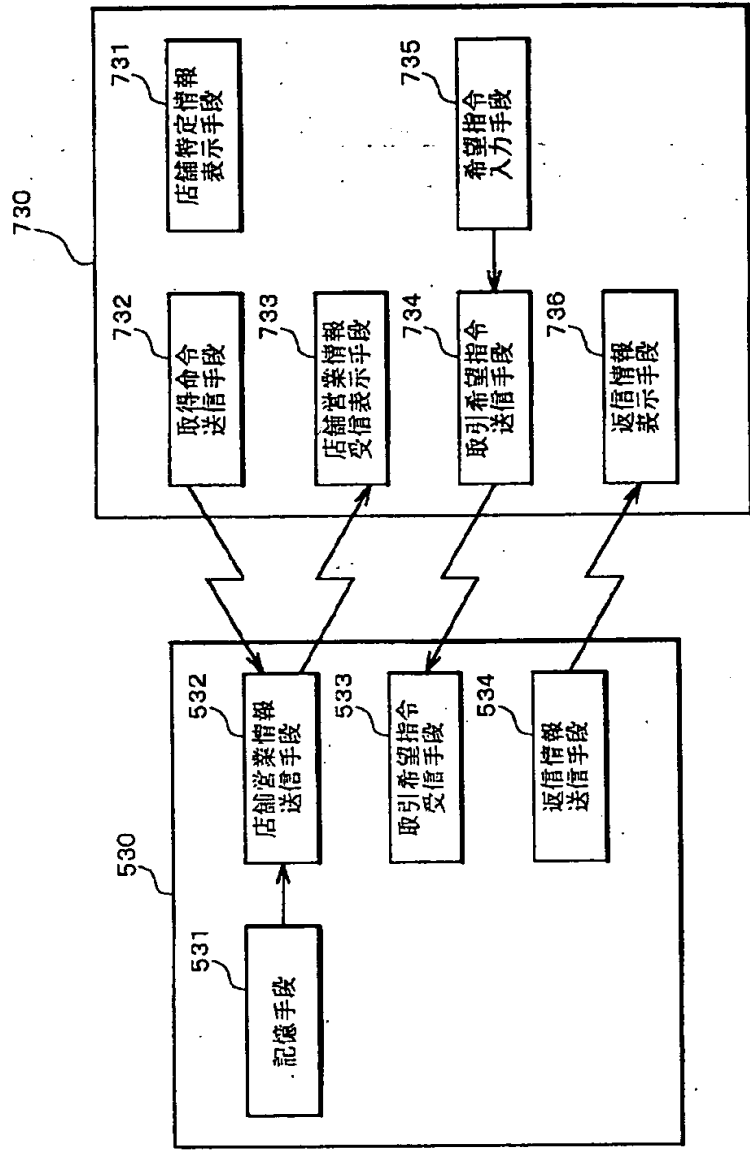 530
531
記憶手段
532
店舗営業情報
送信手段
533
取引希望指令
受信手段
534
返信情報
送信手段
730
732
取得命令
送信手段
731
店舗特定情報
表示手段
733
店舗営業情報
受信表示手段
734
取引希望指令
送信手段
735
希望指令
入力手段
736
返信情報
表示手段